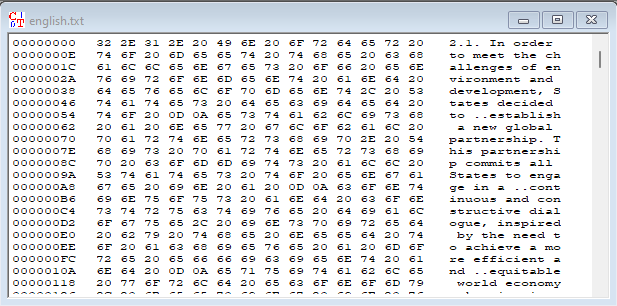 english.txt
00000000 32 2E 31 2E 20 49 6E 20 6F 72 64 65 72 20 2.1. In order
0000000E 74 6F 20 6D 65 65 74 20 74 68 65 20 63 68 to meet the ch
0000001C 61 6C 6C 65 6E 67 65 73 20 6F 66 20 65 6E allenges of en
0000002A 76 69 72 6F 6E 6D 65 6E 74 20 61 6E 64 20 vironment and
00000038 64 65 76 65 6C 6F 70 6D 65 6E 74 2C 20 53 development, S
00000046 74 61 74 65 73 20 64 65 63 69 64 65 64 20 tates decided
00000054 74 6F 20 0D 0A 65 73 74 61 62 6C 69 73 68 to ..establish
00000062 20 61 20 6E 65 77 20 67 6C 6F 62 61 6C 20 a new global
00000070 70 61 72 74 6E 65 72 73 68 69 70 2E 20 54 partnership. T
0000007E 68 69 73 20 70 61 72 74 6E 65 72 73 68 69 his partnershi
0000008C 70 20 63 6F 6D 6D 69 74 73 20 61 6C 6C 20 p commits all
0000009A 53 74 61 74 65 73 20 74 6F 20 65 6E 67 61 States to enga
000000A8 67 65 20 69 6E 20 61 20 0D 0A 63 6F 6E 74 ge in a ..cont
000000B6 69 6E 75 6F 75 73 20 61 6E 64 20 63 6F 6E inuous and con
000000C4 73 74 72 75 63 74 69 76 65 20 64 69 61 6C structive dial
000000D2 6F 67 75 65 2C 20 69 6E 73 70 69 72 65 64 ogue, inspired
000000E0 20 62 79 20 74 68 65 20 6E 65 65 64 20 74 by the need t
000000EE 6F 20 61 63 68 69 65 76 65 20 61 20 6D 6F o achieve a mo
000000FC 72 65 20 65 66 66 69 63 69 65 6E 74 20 61 re efficient a
0000010A 6E 64 20 0D 0A 65 71 75 69 74 61 62 6C 65 nd ..equitable
00000118 20 77 6F 72 6C 64 20 65 63 6F 6E 6F 6D 79 world economy